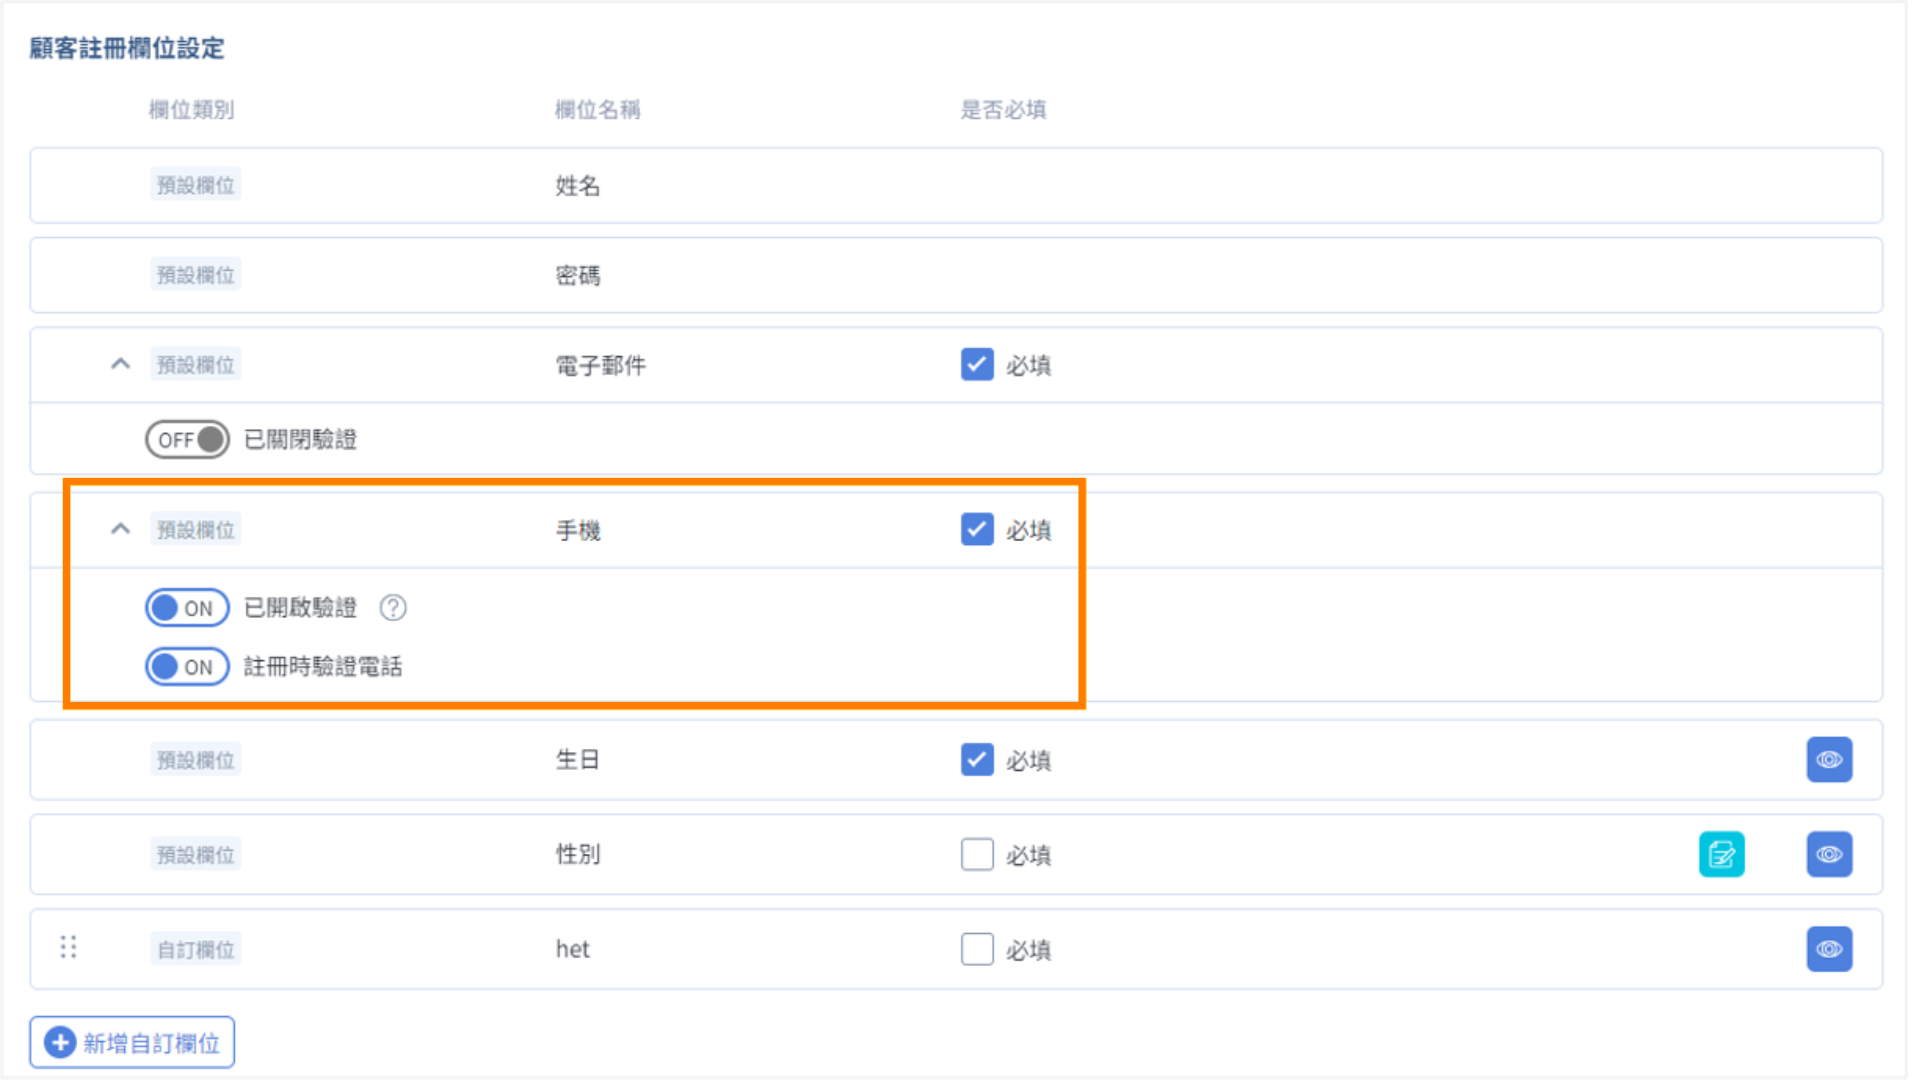 顧客註冊欄位設定
欄位類別 欄位名稱 是否必填
預設欄位 姓名
預設欄位 密碼
預設欄位 電子郵件 必填
OFF 已關閉驗證
預設欄位 手機 必填
ON 已開啟驗證 ?
ON 註冊時驗證電話
預設欄位 生日 必填
預設欄位 性別 必填
自訂欄位 het 必填
新增自訂欄位